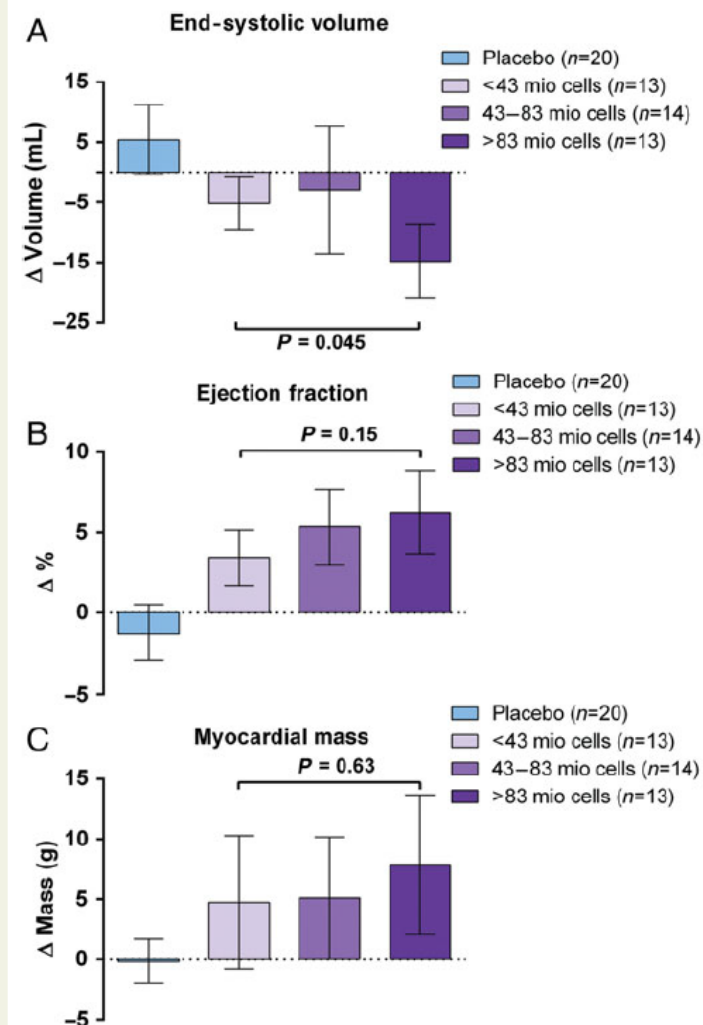 A
End-systolic volume
Placebo (n=20)
<43 mio cells (n=13)
43–83 mio cells (n=14)
>83 mio cells (n=13)
Δ Volume (mL)
15
5
–5
–15
–25
P = 0.045
B
Ejection fraction
Placebo (n=20)
<43 mio cells (n=13)
43–83 mio cells (n=14)
>83 mio cells (n=13)
P = 0.15
Δ %
10
5
0
–5
C
Myocardial mass
Placebo (n=20)
<43 mio cells (n=13)
43–83 mio cells (n=14)
>83 mio cells (n=13)
P = 0.63
Δ Mass (g)
15
10
5
0
–5